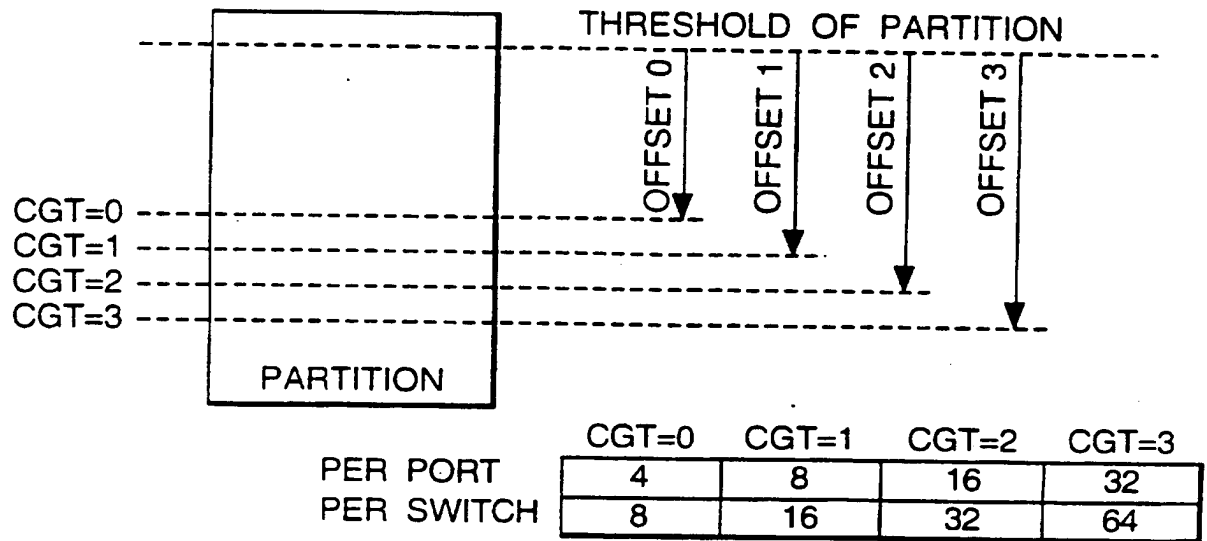 THRESHOLD OF PARTITION
OFFSET 0
OFFSET 1
OFFSET 2
OFFSET 3
CGT=0
CGT=1
CGT=2
CGT=3
PARTITION
CGT=0 CGT=1 CGT=2 CGT=3
PER PORT 4 8 16 32
PER SWITCH 8 16 32 64